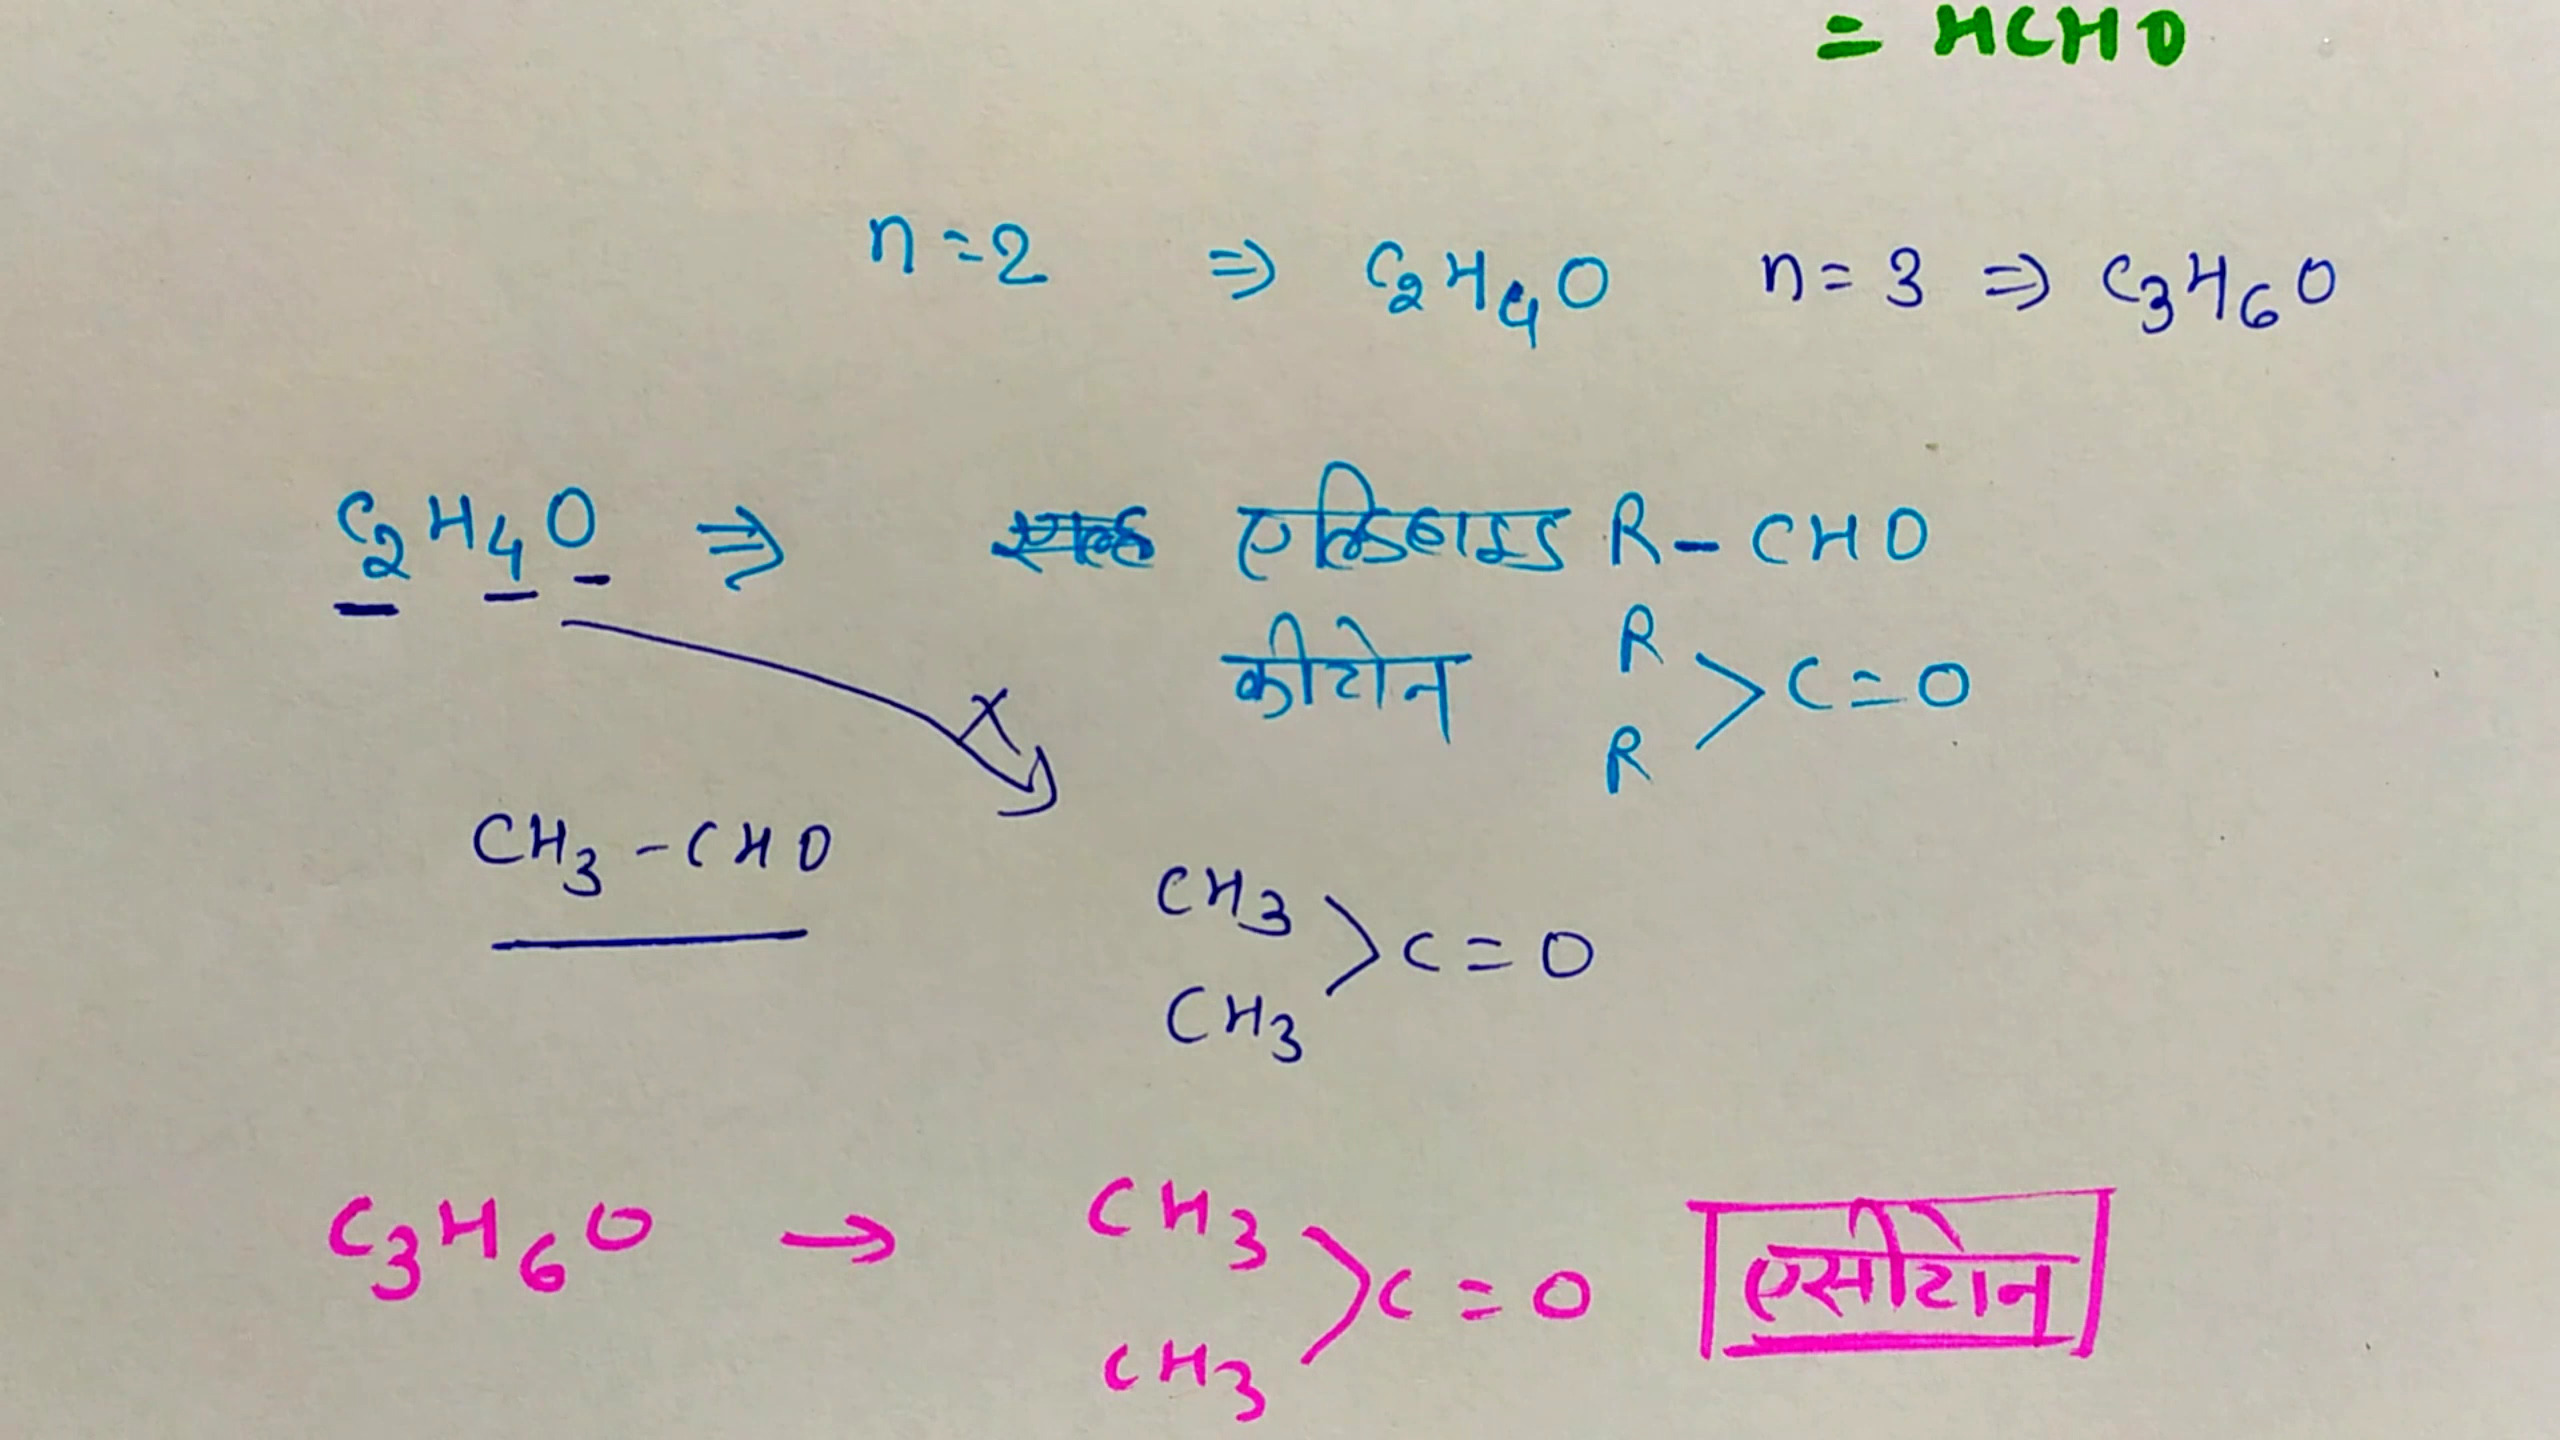 = HCHO
n=2 ⇒ C₂H₄O n=3 ⇒ C₃H₆O
C₂H₄O ⇒ एल्डिहाइड R-CHO
कीटोन R R >C=O
X
CH₃-CHO
CH₃ CH₃ >C=O
C₃H₆O → CH₃ CH₃ >C=O एसीटोन